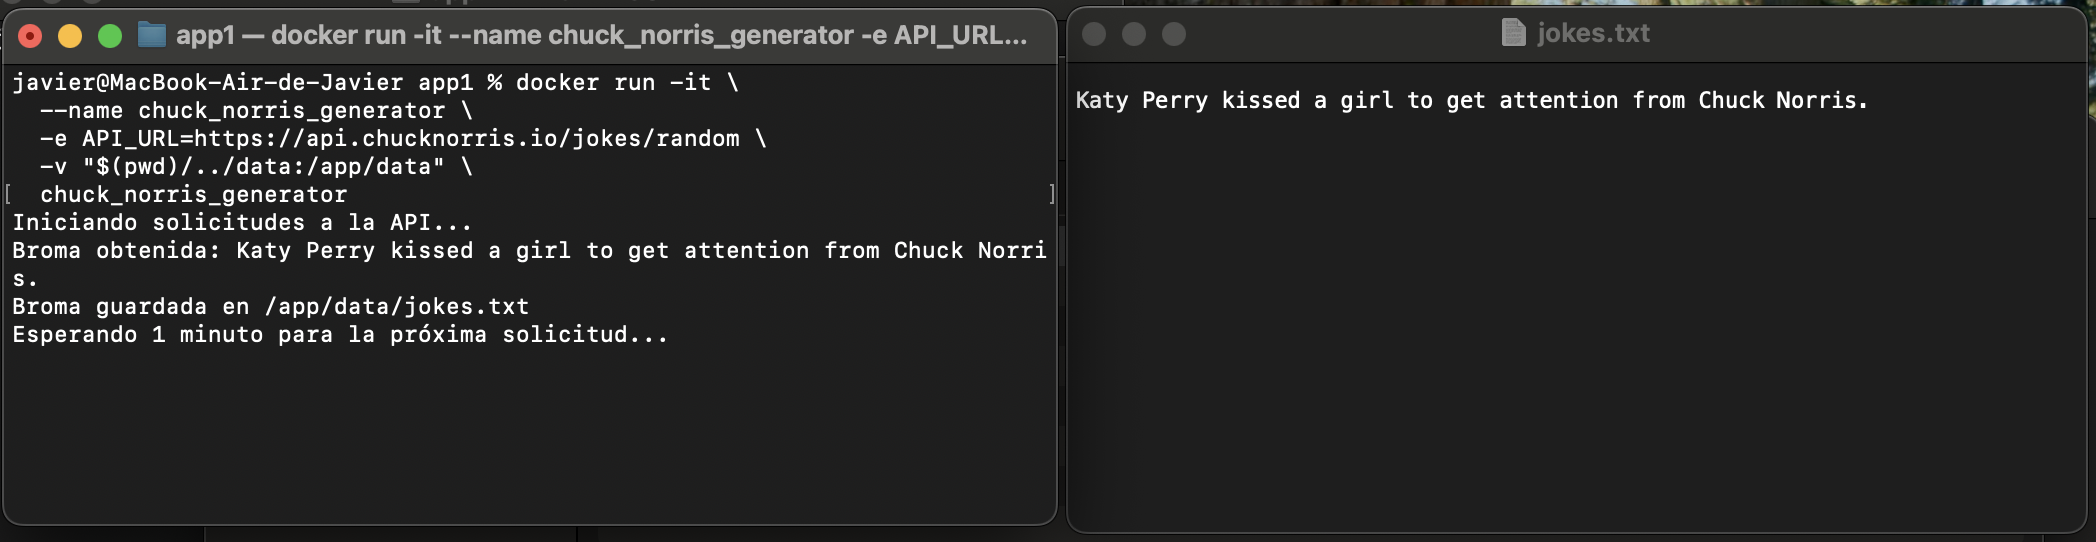 app1 — docker run -it --name chuck_norris_generator -e API_URL...
javier@MacBook-Air-de-Javier app1 % docker run -it \
--name chuck_norris_generator \
-e API_URL=https://api.chucknorris.io/jokes/random \
-v "$(pwd)/../data:/app/data" \
[ chuck_norris_generator ]
Iniciando solicitudes a la API...
Broma obtenida: Katy Perry kissed a girl to get attention from Chuck Norri
s.
Broma guardada en /app/data/jokes.txt
Esperando 1 minuto para la próxima solicitud...
jokes.txt
Katy Perry kissed a girl to get attention from Chuck Norris.